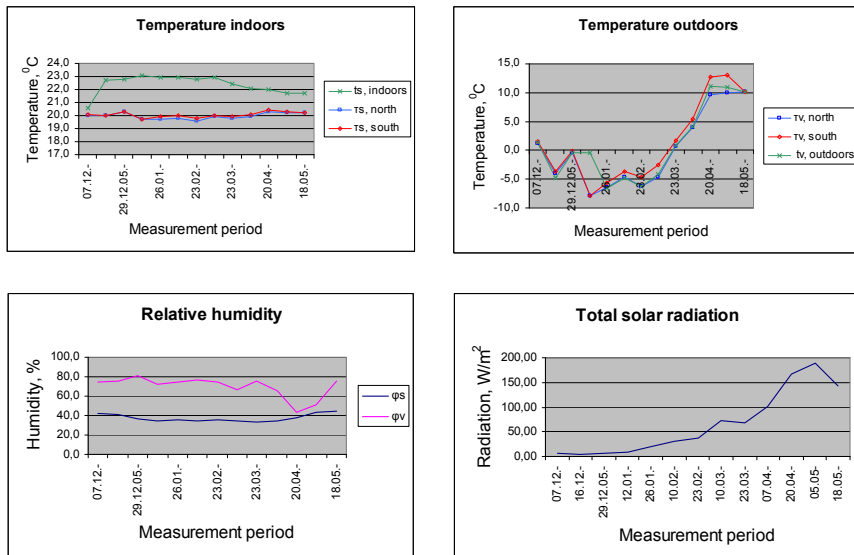 Temperature indoors
Temperature, ⁰C
24,0
23,0
22,0
21,0
20,0
19,0
18,0
17,0
07.12.-
29.12.05.-
26.01.-
23.02.-
23.03.-
20.04.-
18.05.-
Measurement period
ts, indoors
τs, north
τs, south
Temperature outdoors
Temperature, ⁰C
15,0
10,0
5,0
0,0
-5,0
-10,0
07.12.-
29.12.05.-
26.01.-
23.02.-
23.03.-
20.04.-
18.05.-
Measurement period
τv, north
τv, south
tv, outdoors
Relative humidity
Humidity, %
100,0
80,0
60,0
40,0
20,0
0,0
07.12.-
29.12.05.-
26.01.-
23.02.-
23.03.-
20.04.-
18.05.-
Measurement period
φs
φv
Total solar radiation
Radiation, W/m²
200,00
150,00
100,00
50,00
0,00
07.12.-
16.12.-
29.12.05-
12.01.-
26.01.-
10.02.-
23.02.-
10.03.-
23.03.-
07.04.-
20.04.-
05.05-
18.05.-
Measurement period